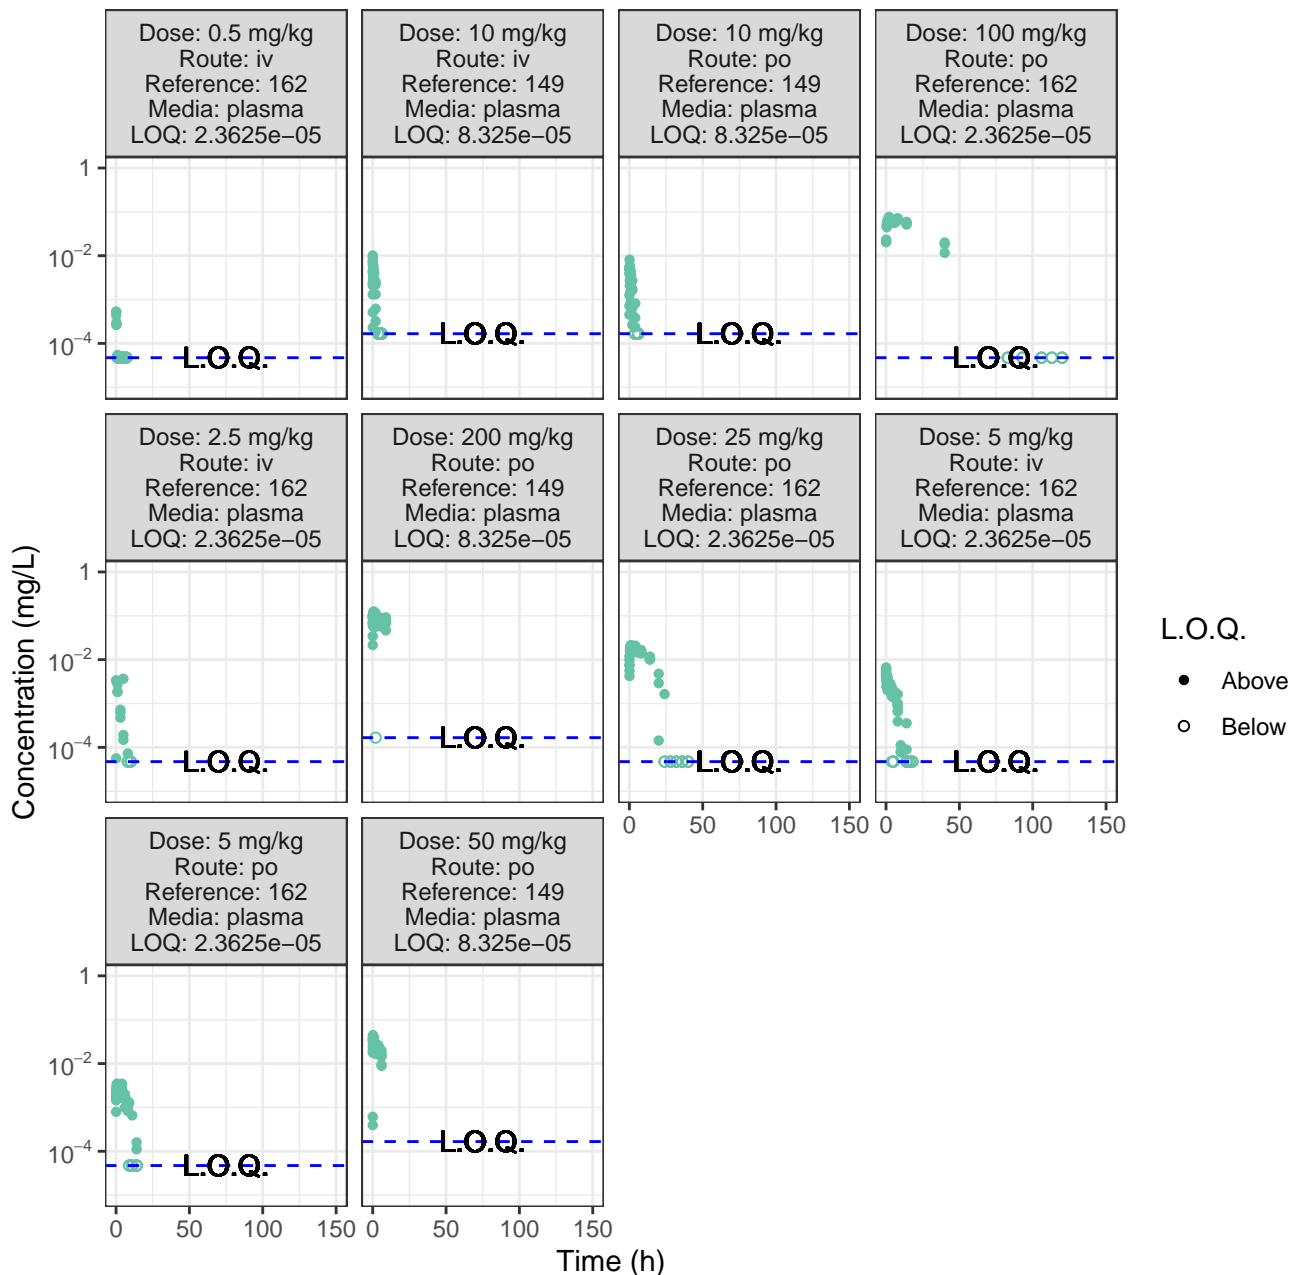 Dose: 0.5 mg/kg
Route: iv
Reference: 162
Media: plasma
LOQ: 2.3625e−05
Dose: 10 mg/kg
Route: iv
Reference: 149
Media: plasma
LOQ: 8.325e−05
Dose: 10 mg/kg
Route: po
Reference: 149
Media: plasma
LOQ: 8.325e−05
Dose: 100 mg/kg
Route: po
Reference: 162
Media: plasma
LOQ: 2.3625e−05
1
10⁻²
10⁻⁴
L.O.Q.
L.O.Q.
L.O.Q.
L.O.Q.
Dose: 2.5 mg/kg
Route: iv
Reference: 162
Media: plasma
LOQ: 2.3625e−05
Dose: 200 mg/kg
Route: po
Reference: 149
Media: plasma
LOQ: 8.325e−05
Dose: 25 mg/kg
Route: po
Reference: 162
Media: plasma
LOQ: 2.3625e−05
Dose: 5 mg/kg
Route: iv
Reference: 162
Media: plasma
LOQ: 2.3625e−05
1
10⁻²
10⁻⁴
L.O.Q.
L.O.Q.
L.O.Q.
L.O.Q.
0 50 100 150
0 50 100 150
Dose: 5 mg/kg
Route: po
Reference: 162
Media: plasma
LOQ: 2.3625e−05
Dose: 50 mg/kg
Route: po
Reference: 149
Media: plasma
LOQ: 8.325e−05
1
10⁻²
10⁻⁴
L.O.Q.
L.O.Q.
0 50 100 150
0 50 100 150
Time (h)
Concentration (mg/L)
L.O.Q.
Above
Below